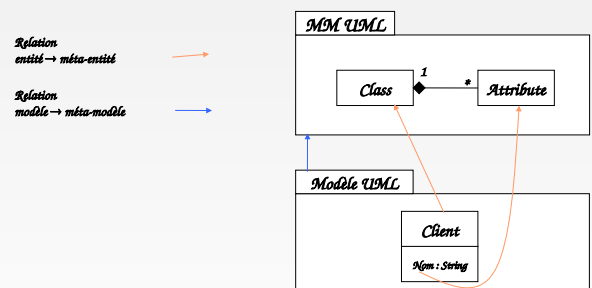 Relation
entité → méta-entité
Relation
modèle → méta-modèle
MM UML
Class
1
*
Attribute
Modèle UML
Client
Nom : String